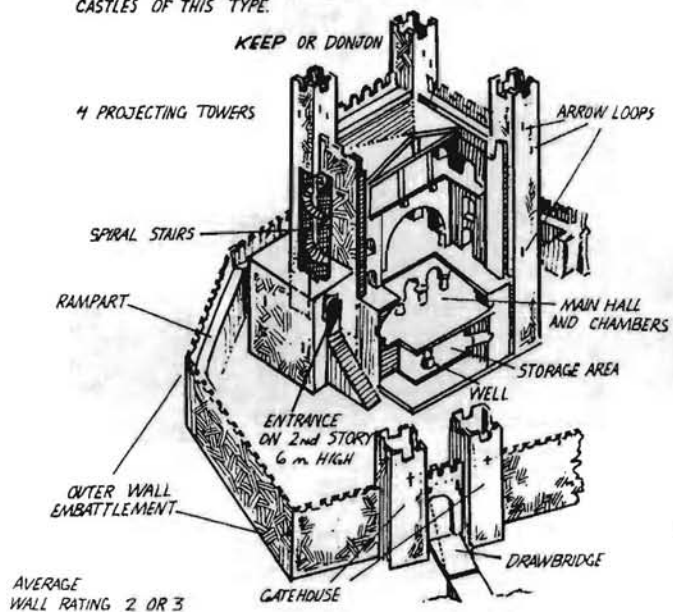 CASTLES OF THIS TYPE.
KEEP OR DONJON
4 PROJECTING TOWERS
ARROW LOOPS
SPIRAL STAIRS
RAMPART
MAIN HALL
AND CHAMBERS
STORAGE AREA
WELL
ENTRANCE
ON 2nd STORY
6 m HIGH
OUTER WALL
EMBATTLEMENT
DRAWBRIDGE
GATEHOUSE
AVERAGE
WALL RATING 2 OR 3